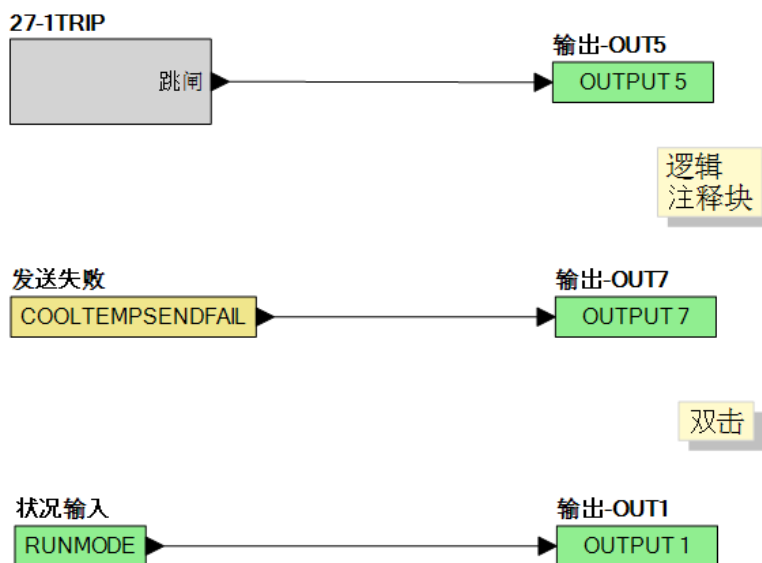 27-1TRIP
跳闸
输出-OUT5
OUTPUT 5
逻辑
注释块
发送失败
COOLTEMPSENDFAIL
输出-OUT7
OUTPUT 7
双击
状况输入
RUNMODE
输出-OUT1
OUTPUT 1